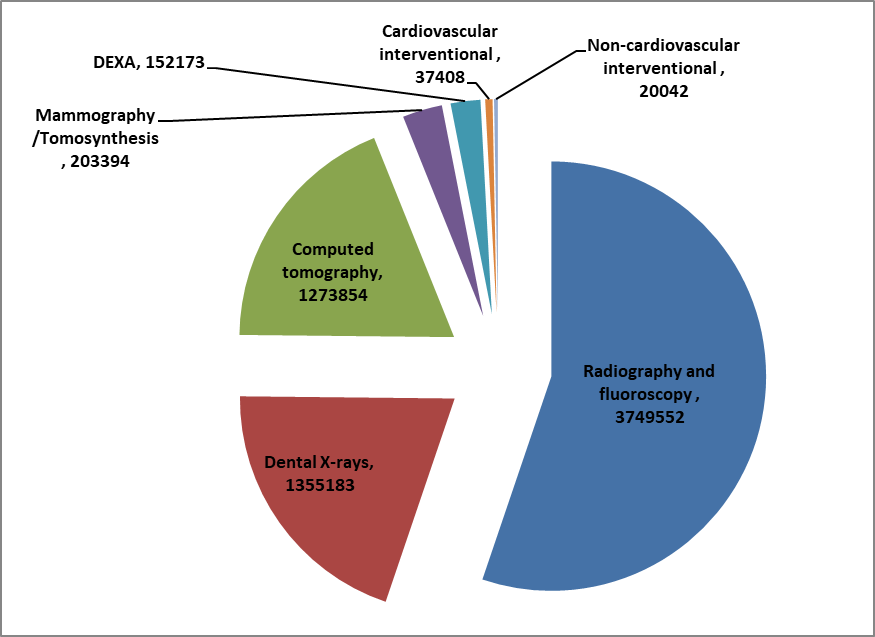 Cardiovascular
interventional ,
37408
Non-cardiovascular
interventional ,
20042
DEXA, 152173
Mammography
/Tomosynthesis
, 203394
Computed
tomography,
1273854
Radiography and
fluoroscopy ,
3749552
Dental X-rays,
1355183